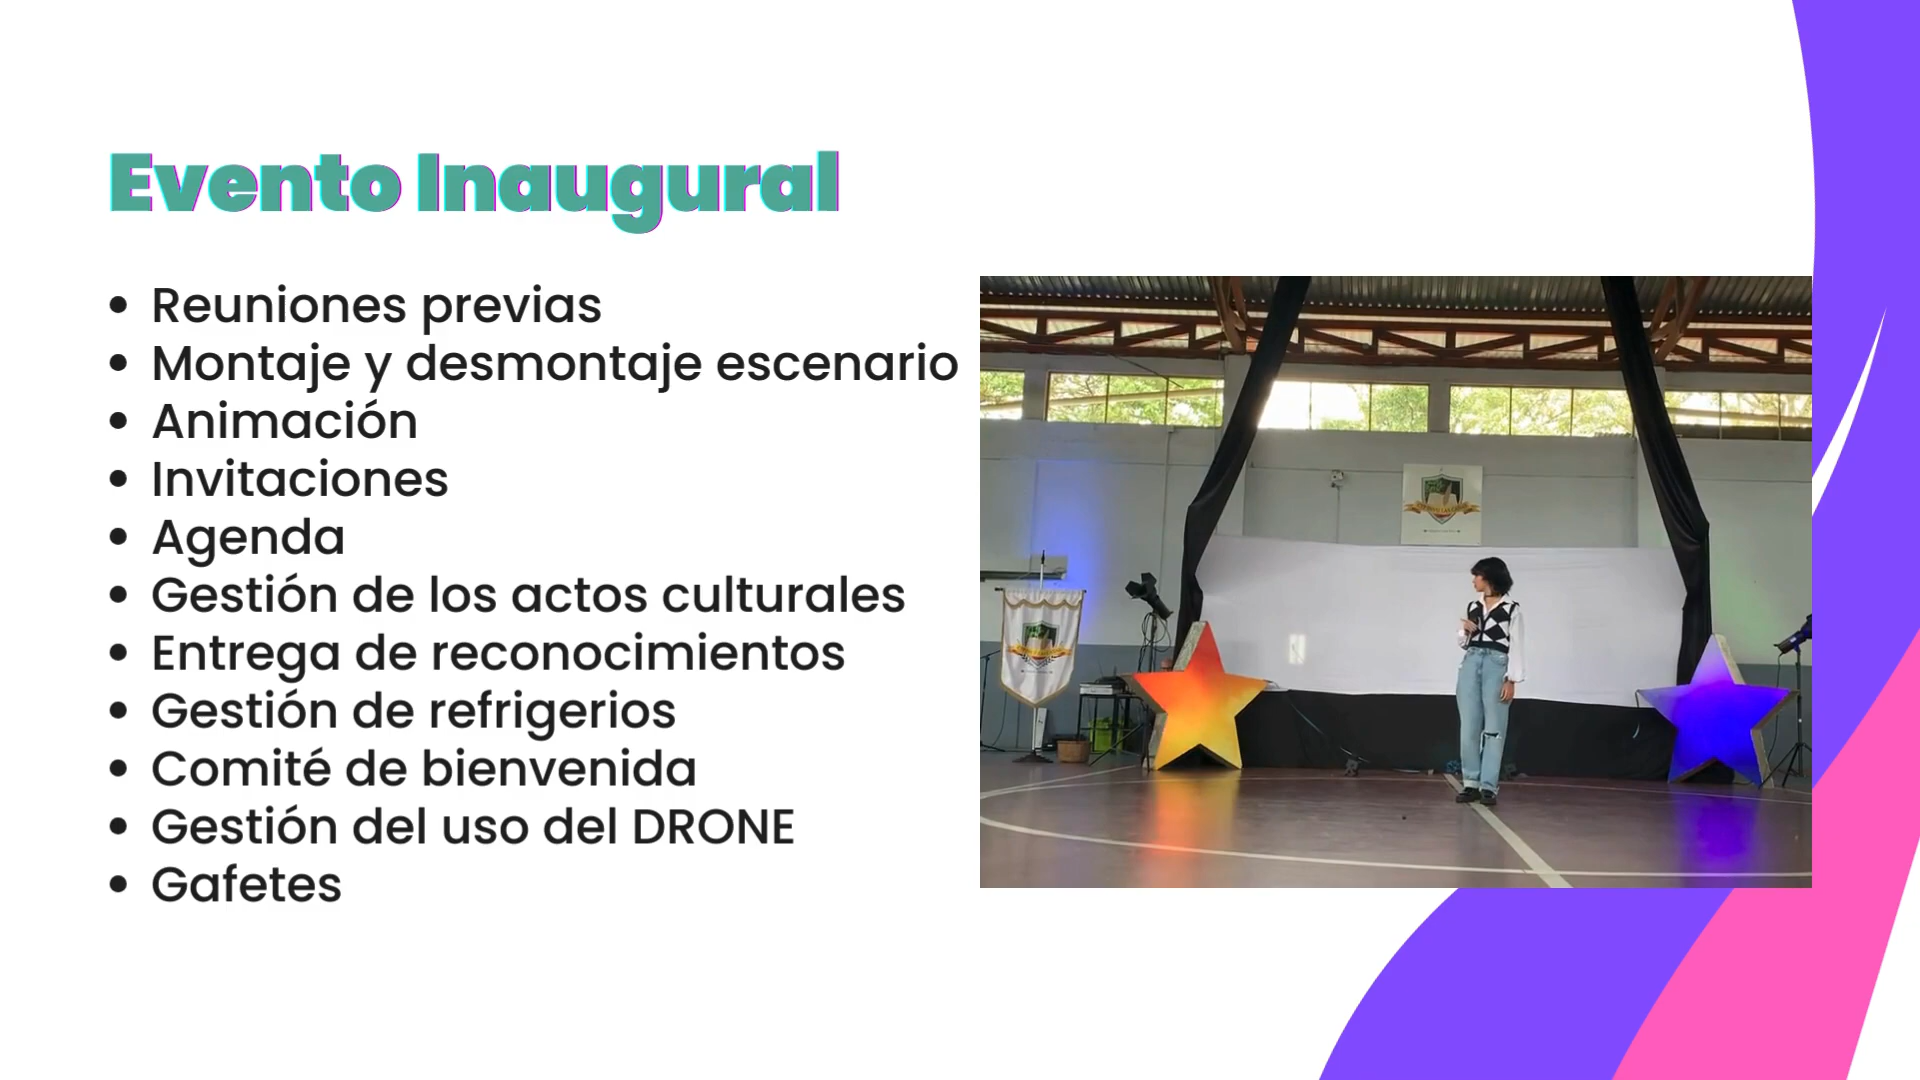 Evento Inaugural
• Reuniones previas
• Montaje y desmontaje escenario
• Animación
• Invitaciones
• Agenda
• Gestión de los actos culturales
• Entrega de reconocimientos
• Gestión de refrigerios
• Comité de bienvenida
• Gestión del uso del DRONE
• Gafetes